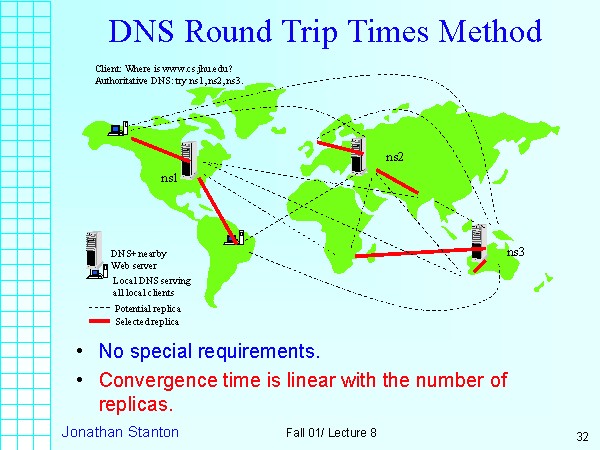 DNS Round Trip Times Method
Client: Where is www.cs.jhu.edu?
Authoritative DNS: try ns1, ns2, ns3.
ns2
ns1
ns3
DNS+ nearby
Web server
Local DNS serving
all local clients
Potential replica
Selected replica
• No special requirements.
• Convergence time is linear with the number of
replicas.
Jonathan Stanton
Fall 01/ Lecture 8
32